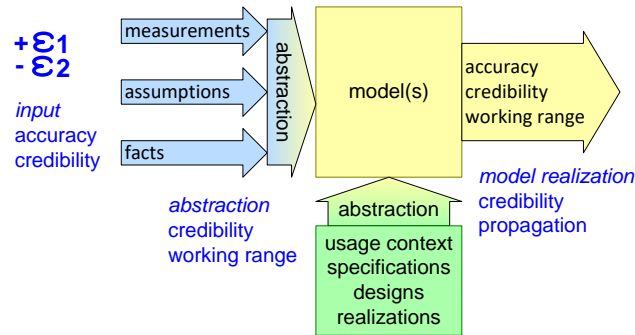 +ε1
- ε2
input
accuracy
credibility
measurements
assumptions
facts
abstraction
model(s)
accuracy
credibility
working range
abstraction
credibility
working range
model realization
credibility
propagation
abstraction
usage context
specifications
designs
realizations